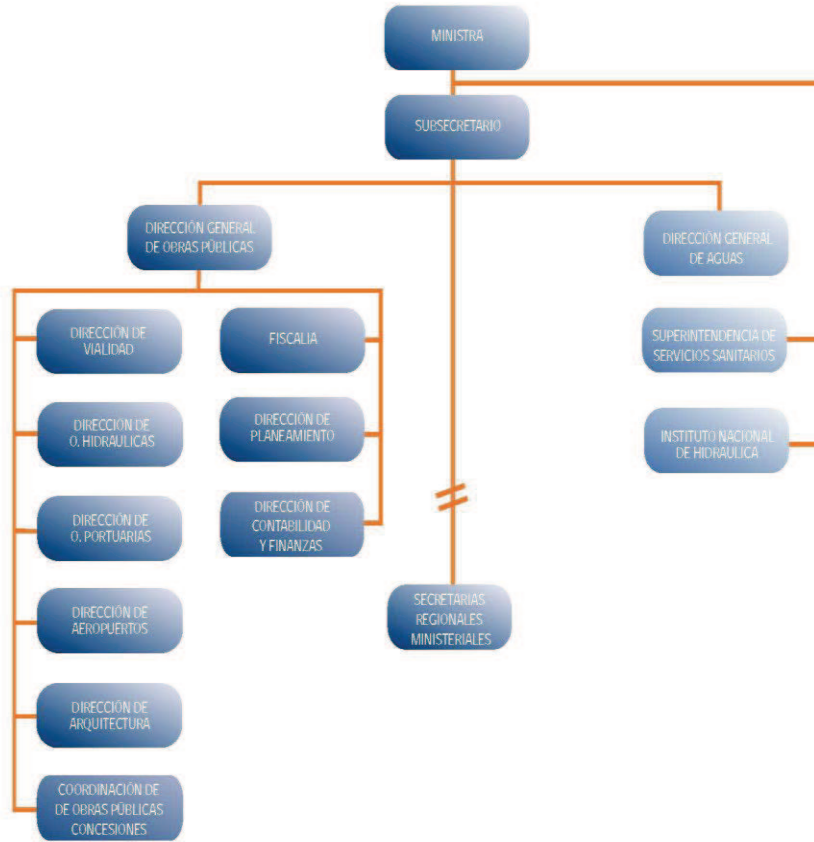 MINISTRA
SUBSECRETARIO
DIRECCIÓN GENERAL
DE OBRAS PÚBLICAS
DIRECCIÓN GENERAL
DE AGUAS
DIRECCIÓN DE
VIALIDAD
FISCALIA
SUPERINTENDENCIA DE
SERVICIOS SANITARIOS
DIRECCIÓN DE
O. HIDRAULICAS
DIRECCIÓN DE
PLANEAMIENTO
INSTITUTO NACIONAL
DE HIDRAULICA
DIRECCIÓN DE
O. PORTUARIAS
DIRECCIÓN DE
CONTABILIDAD
Y FINANZAS
DIRECCIÓN DE
AEROPUERTOS
SECRETARIAS
REGIONALES
MINISTERIALES
DIRECCIÓN DE
ARQUITECTURA
COORDINACIÓN DE
DE OBRAS PÚBLICAS
CONCESIONES